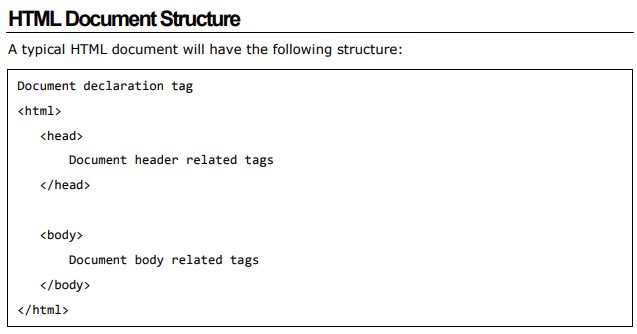 HTML Document Structure
A typical HTML document will have the following structure:
Document declaration tag
<html>
<head>
Document header related tags
</head>
<body>
Document body related tags
</body>
</html>